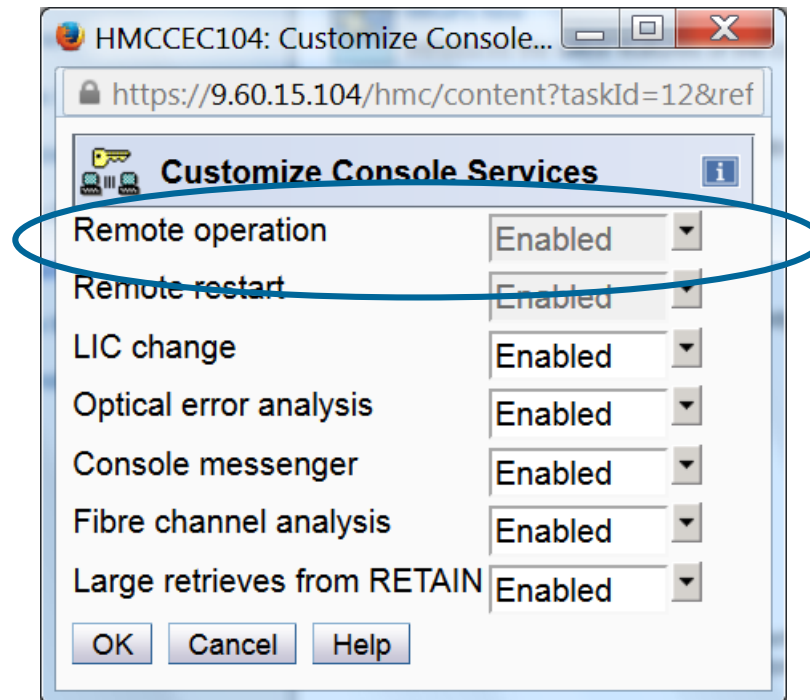 HMCCEC104: Customize Console...
https://9.60.15.104/hmc/content?taskId=12&ref
Customize Console Services
Remote operation Enabled
Remote restart Enabled
LIC change Enabled
Optical error analysis Enabled
Console messenger Enabled
Fibre channel analysis Enabled
Large retrieves from RETAIN Enabled
OK Cancel Help